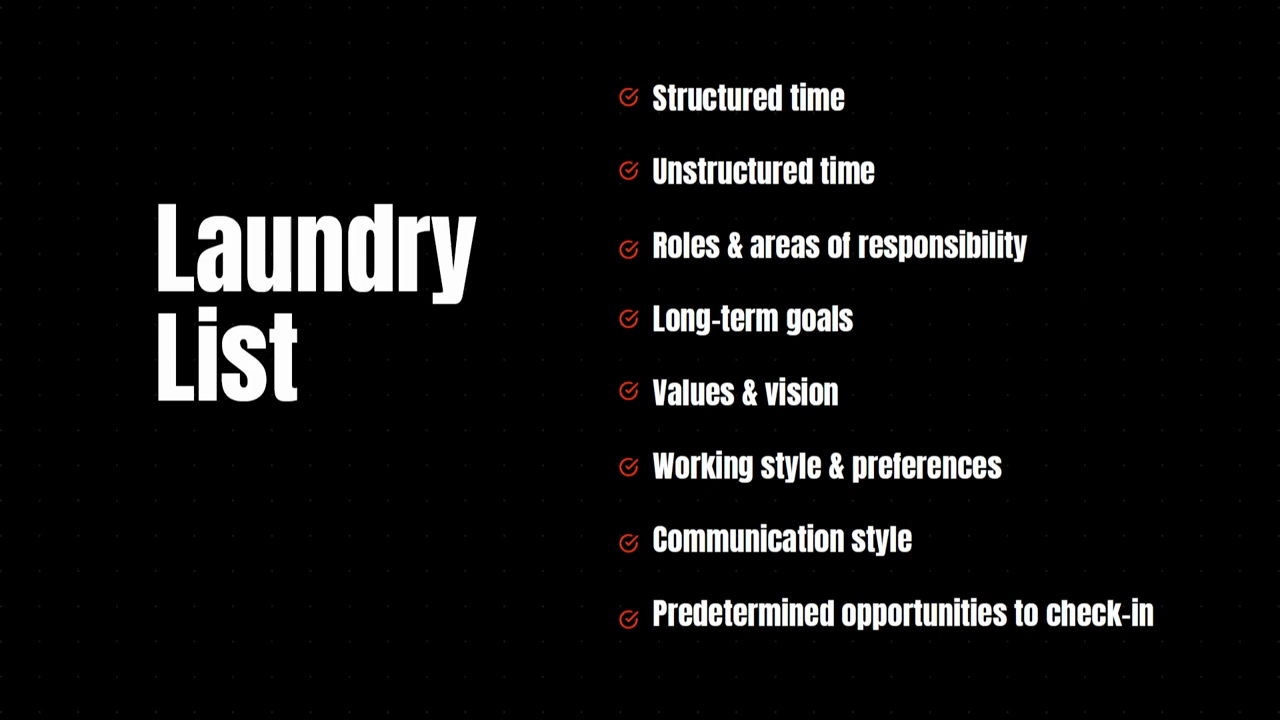 Laundry
List
Structured time
Unstructured time
Roles & areas of responsibility
Long-term goals
Values & vision
Working style & preferences
Communication style
Predetermined opportunities to check-in